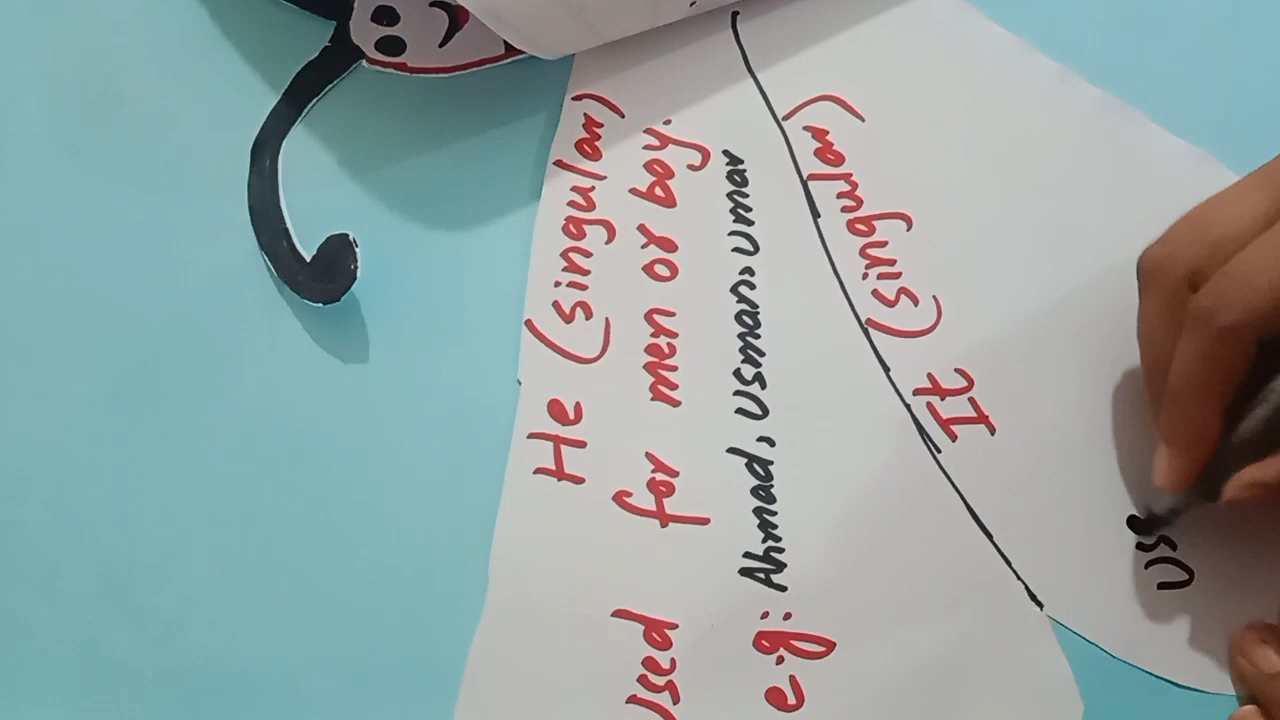 He (singular)
Used for men or boy.
e.g: Ahmad, Usman, Umar
It (singular)
Us